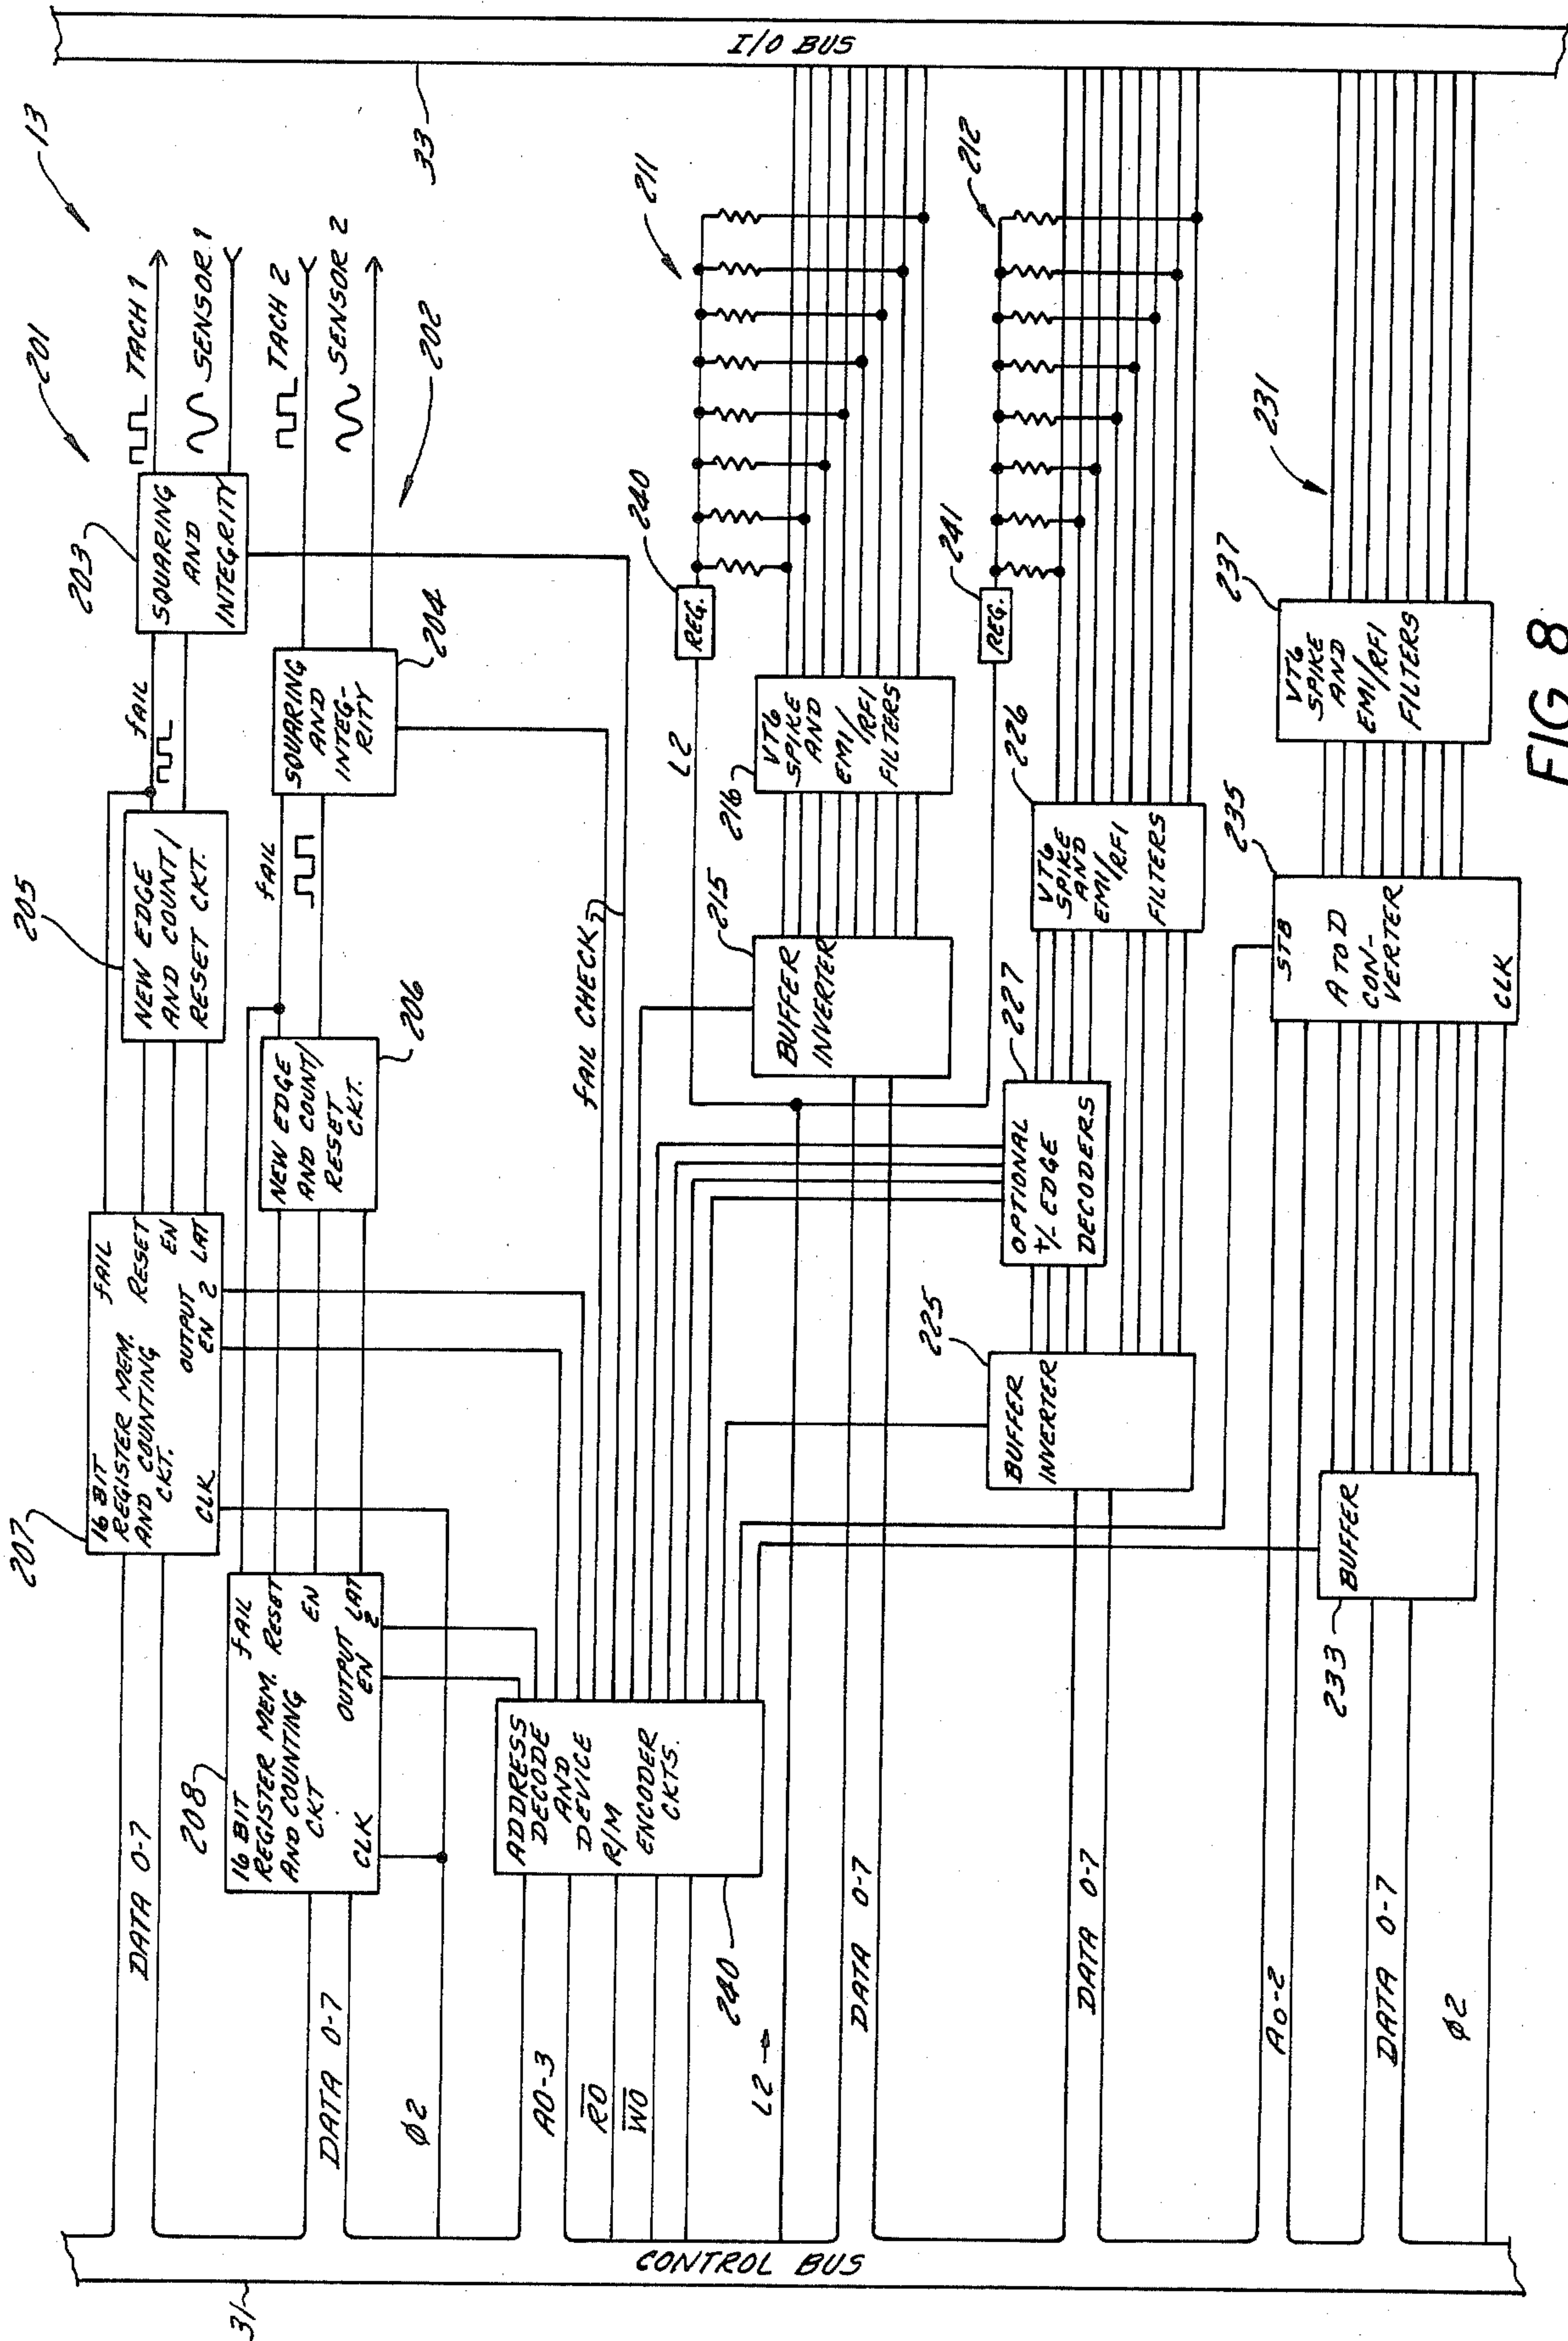 I/O BUS
33
13
201
TACH 1
SENSOR 1
TACH 2
SENSOR 2
202
203
SQUARING
AND
INTEGRITY
FAIL
204
SQUARING
AND
INTEG-
RITY
FAIL
205
NEW EDGE
AND COUNT/
RESET CKT.
206
NEW EDGE
AND COUNT/
RESET
CKT.
207
16 BIT
REGISTER MEM.
AND COUNTING
CKT.
FAIL
RESET
EN
LAT
OUTPUT
EN 2
CLK
DATA 0-7
208
16 BIT
REGISTER MEM.
AND COUNTING
CKT
FAIL
RESET
EN
LAT
OUTPUT
EN 2
CLK
DATA 0-7
Ø2
FAIL CHECK
ADDRESS
DECODE
AND
DEVICE
R/M
ENCODER
CKTS.
240
A0-3
RD
WO
L2
211
240
REG.
L2
216
VT6
SPIKE
AND
EMI
/RFI
FILTERS
215
BUFFER
INVERTER
DATA 0-7
212
241
REG.
226
VT6
SPIKE
AND
EMI/RFI
FILTERS
227
OPTIONAL
+/- EDGE
DECODERS
225
BUFFER
INVERTER
DATA 0-7
231
237
VT6
SPIKE
AND
EMI/RFI
FILTERS
235
STB
A TO D
CON-
VERTER
CLK
233
BUFFER
A0-2
DATA 0-7
Ø2
CONTROL BUS
31
FIG 8